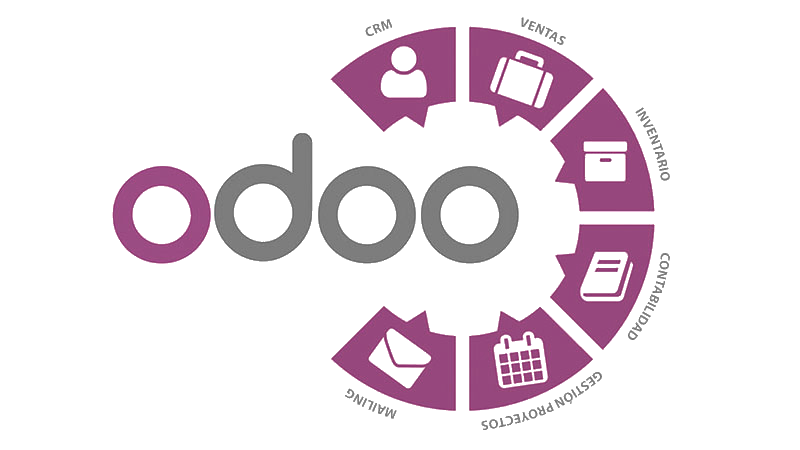 CRM
VENTAS
INVENTARIO
CONTABILIDAD
GESTIÓN PROYECTOS
MAILING
odoo